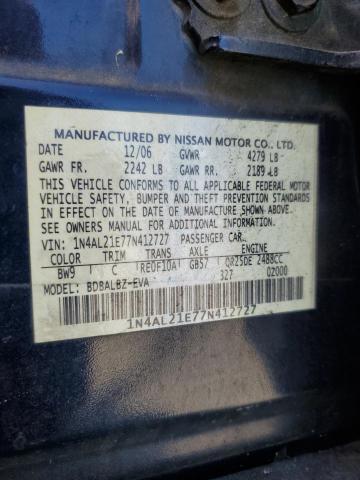 MANUFACTURED BY NISSAN MOTOR CO., LTD.
DATE 12/06 GVWR 4279 LB
GAWR FR. 2242 LB GAWR RR. 2189 LB
THIS VEHICLE CONFORMS TO ALL APPLICABLE FEDERAL MOTOR
VEHICLE SAFETY, BUMPER AND THEFT PREVENTION STANDARDS
IN EFFECT ON THE DATE OF MANUFACTURE SHOWN ABOVE.
SEE OWNERS MANUAL FOR ADDITIONAL INFORMATION.
VIN: 1N4AL21E77N412727 PASSENGER CAR.
COLOR TRIM TRANS AXLE ENGINE
BW9 C RE0F10A GB57 QR25DE 2488CC
MODEL: BDBALBZ-EVA 327 02000
1N4AL21E77N412727